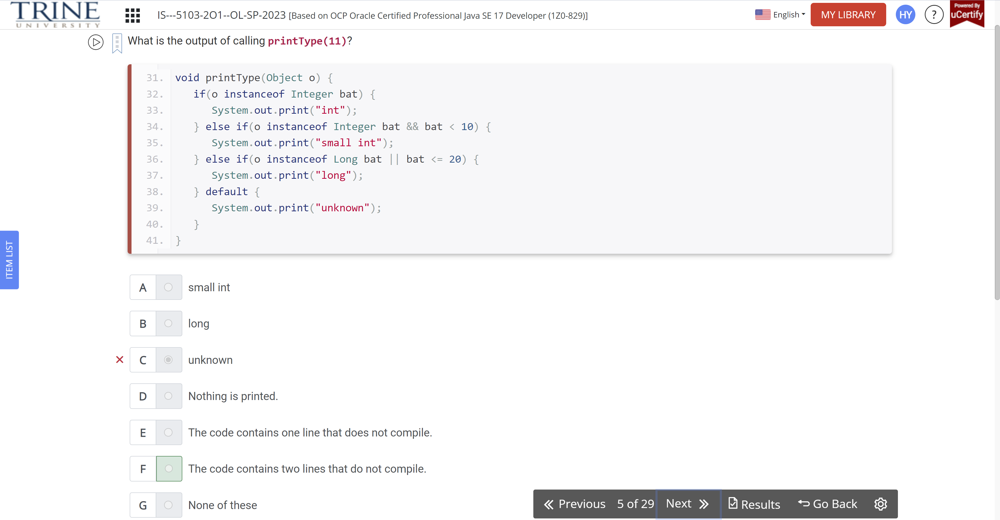 TRINE
UNIVERSITY
IS---5103-2O1--OL-SP-2023 [Based on OCP Oracle Certified Professional Java SE 17 Developer (1Z0-829)]
English
MY LIBRARY
HY
?
Powered By
uCertify
What is the output of calling printType(11)?
31. void printType(Object o) {
32. if(o instanceof Integer bat) {
33. System.out.print("int");
34. } else if(o instanceof Integer bat && bat < 10) {
35. System.out.print("small int");
36. } else if(o instanceof Long bat || bat <= 20) {
37. System.out.print("long");
38. } default {
39. System.out.print("unknown");
40. }
41. }
ITEM LIST
A small int
B long
C unknown
D Nothing is printed.
E The code contains one line that does not compile.
F The code contains two lines that do not compile.
G None of these
Previous 5 of 29 Next Results Go Back